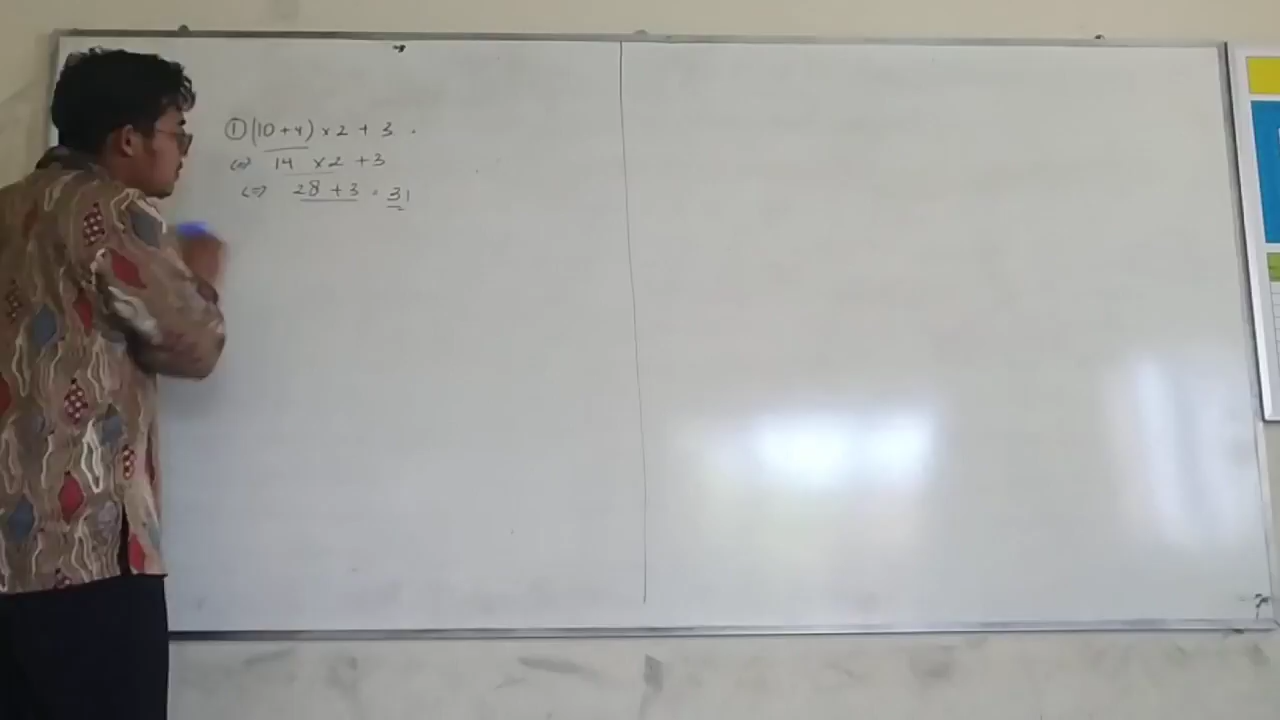 ① (10 + 4) × 2 + 3 .
<=> 14 × 2 + 3
<=> 28 + 3 = 31